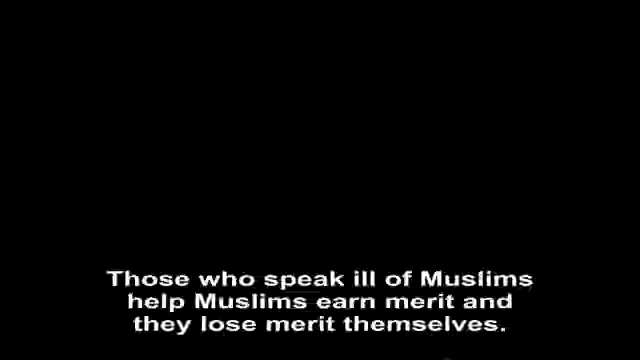 Those who speak ill of Muslims
help Muslims earn merit and
they lose merit themselves.